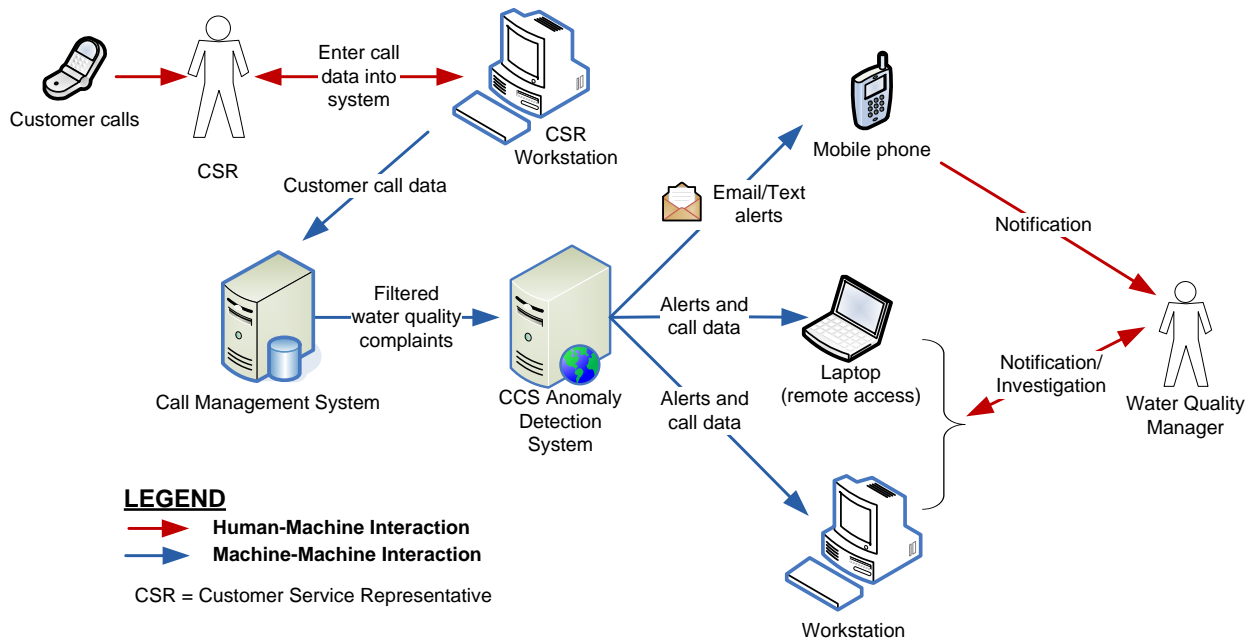 Customer calls
CSR
Enter call
data into
system
CSR
Workstation
Customer call data
Call Management System
Filtered
water quality
complaints
CCS Anomaly
Detection
System
Email/Text
alerts
Mobile phone
Notification
Alerts and
call data
Laptop
(remote access)
Alerts and
call data
Workstation
Notification/
Investigation
Water Quality
Manager
LEGEND
Human-Machine Interaction
Machine-Machine Interaction
CSR = Customer Service Representative